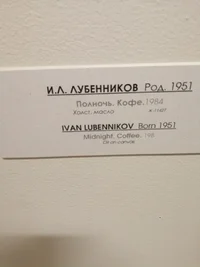 И.Л. ЛУБЕННИКОВ Род. 1951
Полночь. Кофе. 1984
Холст, масло
IVAN LUBENNIKOV Born 1951
Midnight. Coffee.
Oil on canvas